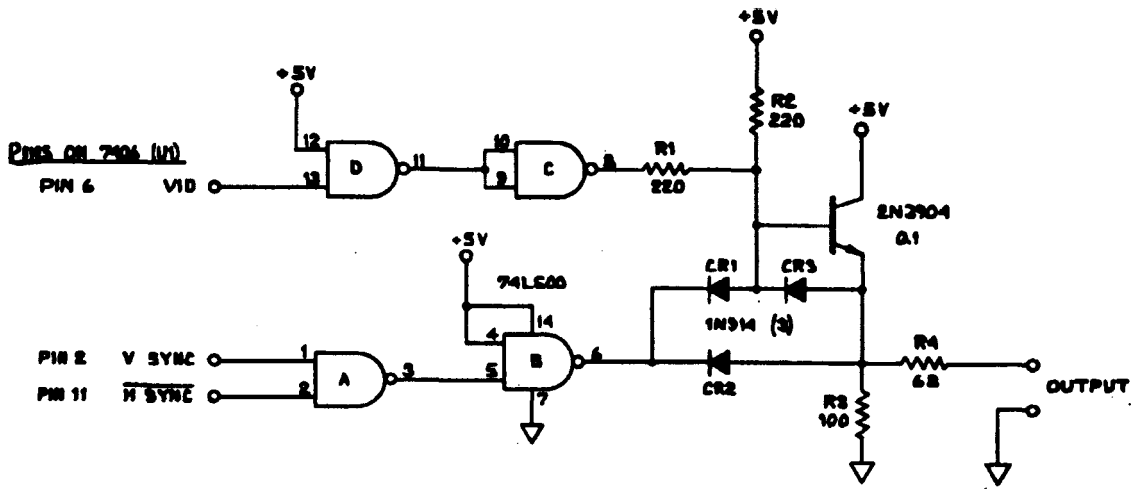 +5V
+5V
R2
220
+5V
PINS ON 7406 (U1)
12
11
10
D
C
8
R1
220
PIN 6 VID
13
9
2N3904
Q.1
+5V
74LS00
CR1
CR3
14
1N914 (3)
4
PIN 2 V SYNC
1
B
6
R4
68
A
3
5
CR2
OUTPUT
PIN 11 H SYNC
2
7
R3
100